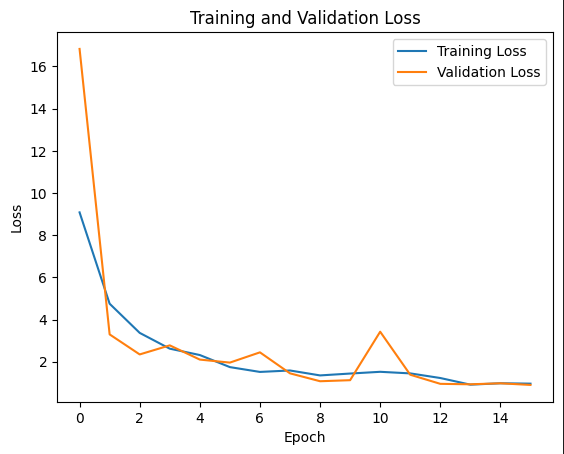 Training and Validation Loss
Training Loss
Validation Loss
16
14
12
10
8
6
4
2
Loss
0 2 4 6 8 10 12 14
Epoch